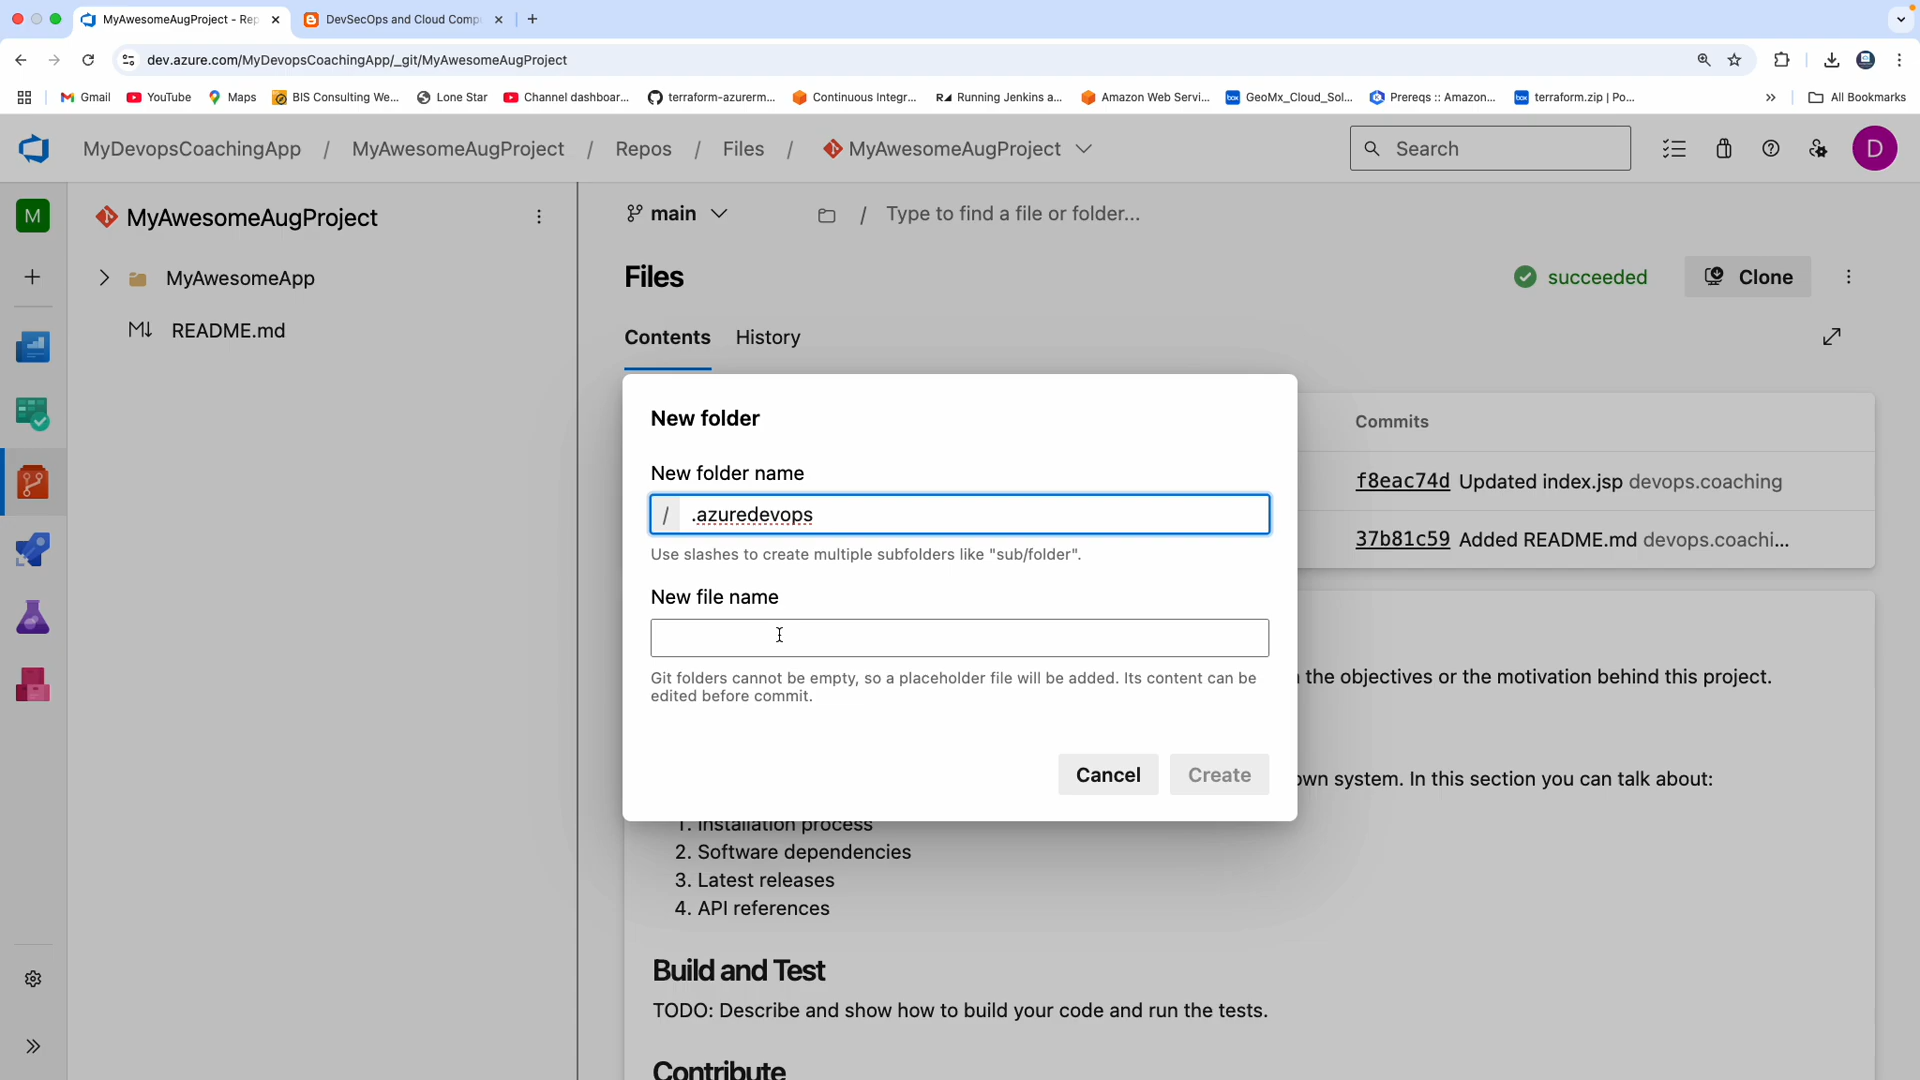 MyAwesomeAugProject - Rep
DevSecOps and Cloud Comp
dev.azure.com/MyDevopsCoachingApp/_git/MyAwesomeAugProject
Gmail YouTube Maps BIS Consulting We... Lone Star Channel dashboar... terraform-azurerm... Continuous Integr... Running Jenkins a... Amazon Web Servi... GeoMx_Cloud_Sol... Prereqs :: Amazon... terraform.zip | Po... All Bookmarks
MyDevopsCoachingApp / MyAwesomeAugProject / Repos / Files / MyAwesomeAugProject
Search
D
M
MyAwesomeAugProject
MyAwesomeApp
README.md
main
/ Type to find a file or folder...
Files
succeeded
Clone
Contents
History
Commits
f8eac74d Updated index.jsp devops.coaching
37b81c59 Added README.md devops.coachi...
New folder
New folder name
/ .azuredevops
Use slashes to create multiple subfolders like "sub/folder".
New file name
Git folders cannot be empty, so a placeholder file will be added. Its content can be
edited before commit.
Cancel
Create
the objectives or the motivation behind this project.
own system. In this section you can talk about:
1. Installation process
2. Software dependencies
3. Latest releases
4. API references
Build and Test
TODO: Describe and show how to build your code and run the tests.
Contribute